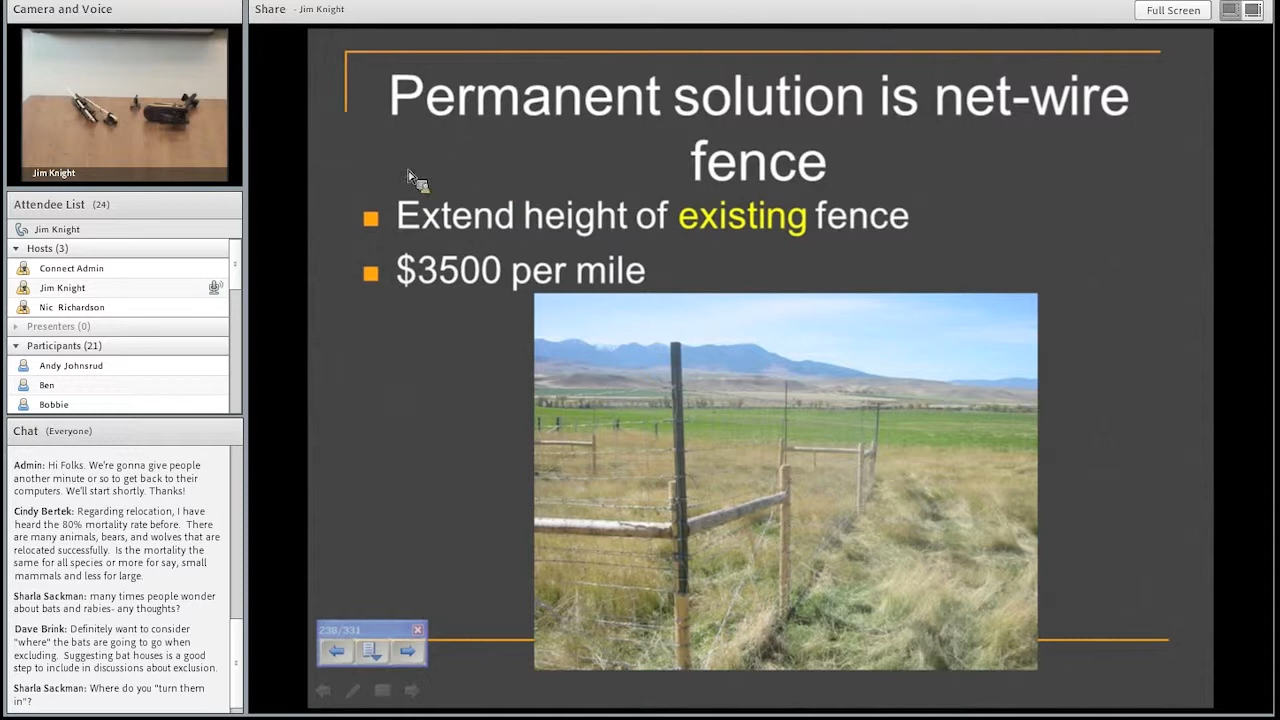 Camera and Voice
Share - Jim Knight
Full Screen
Jim Knight
Attendee List (24)
Jim Knight
Hosts (3)
Connect Admin
Jim Knight
Nic Richardson
Presenters (0)
Participants (21)
Andy Johnsrud
Ben
Bobbie
Chat (Everyone)
Admin: Hi Folks. We're gonna give people
another minute or so to get back to their
computers. We'll start shortly. Thanks!
Cindy Bertek: Regarding relocation, I have
heard the 80% mortality rate before. There
are many animals, bears, and wolves that are
relocated successfully. Is the mortality the
same for all species or more for say, small
mammals and less for large.
Sharla Sackman: many times people wonder
about bats and rabies- any thoughts?
Dave Brink: Definitely want to consider
"where" the bats are going to go when
excluding. Suggesting bat houses is a good
step to include in discussions about exclusion.
Sharla Sackman: Where do you "turn them
in"?
Permanent solution is net-wire
fence
Extend height of existing fence
$3500 per mile
238/331